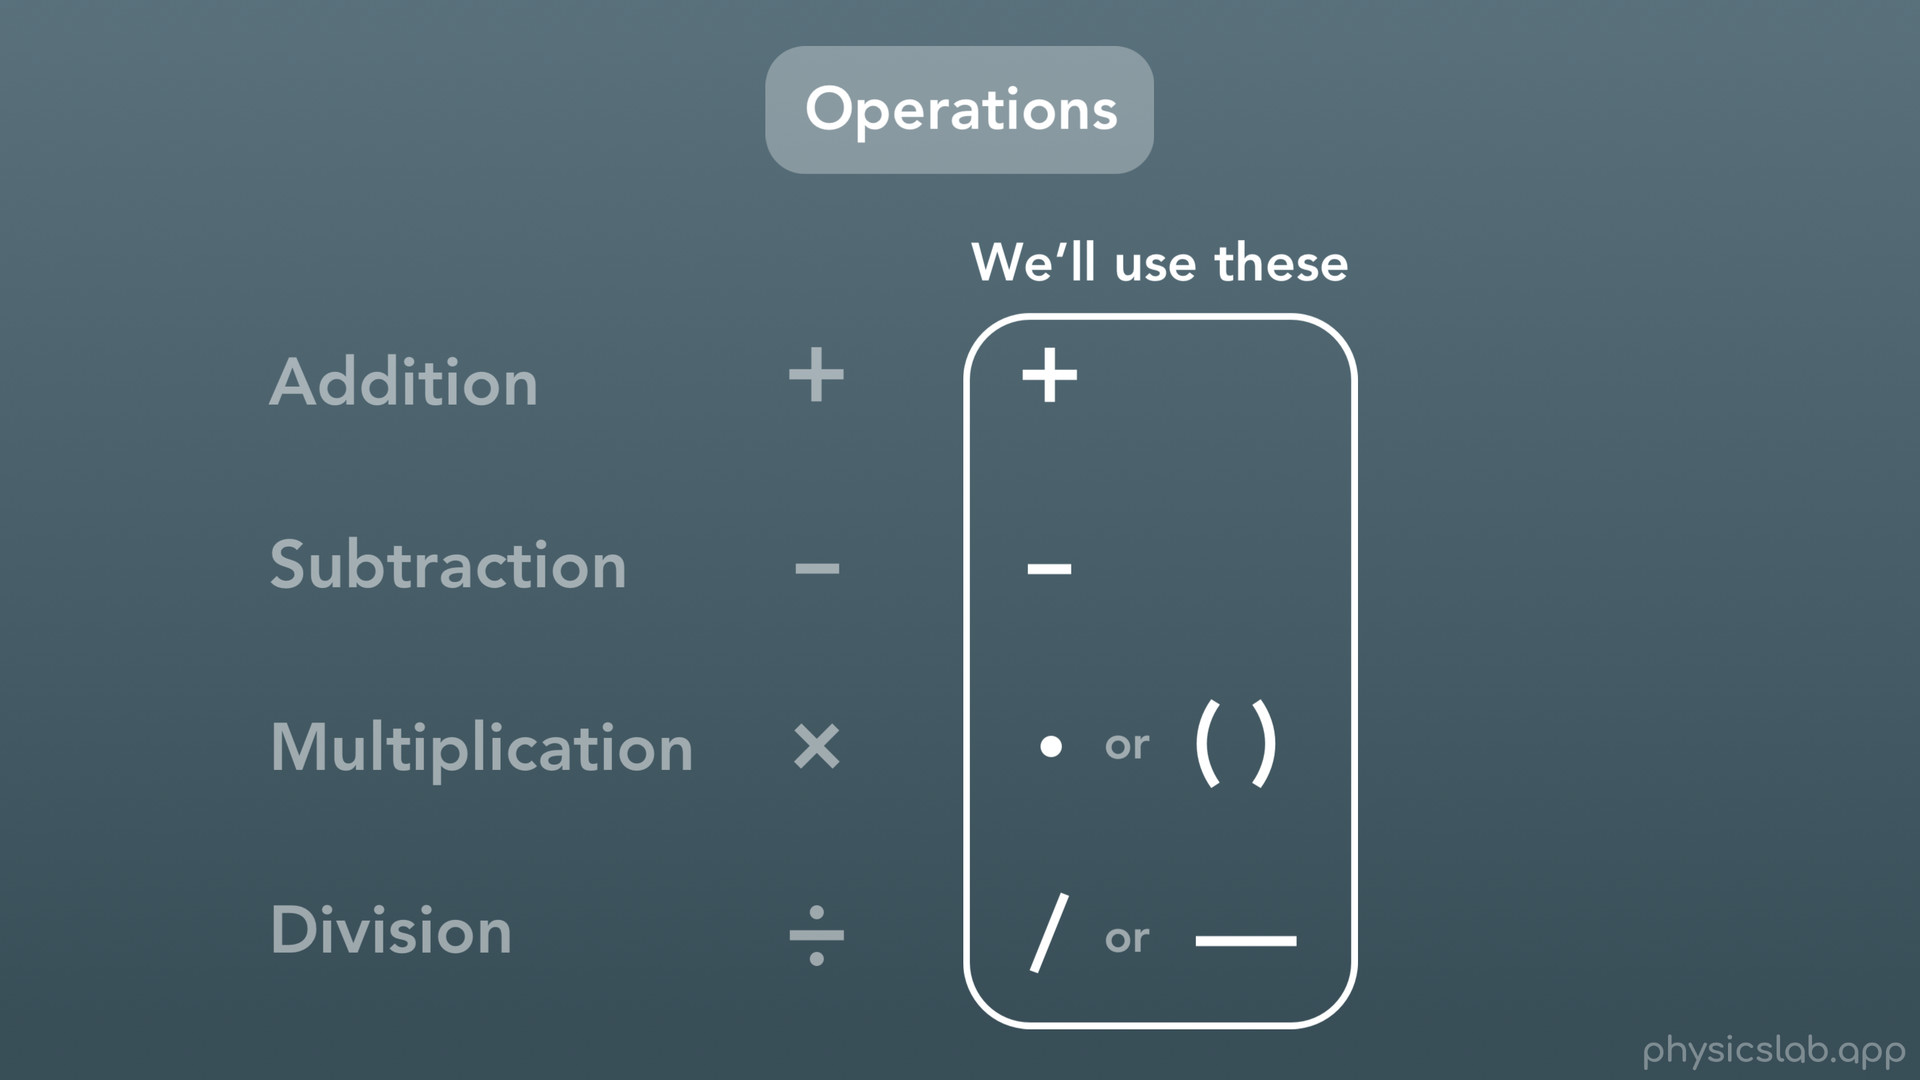 Operations
We’ll use these
Addition + +
Subtraction – –
Multiplication × • or ( )
Division ÷ / or —
physicslab.app